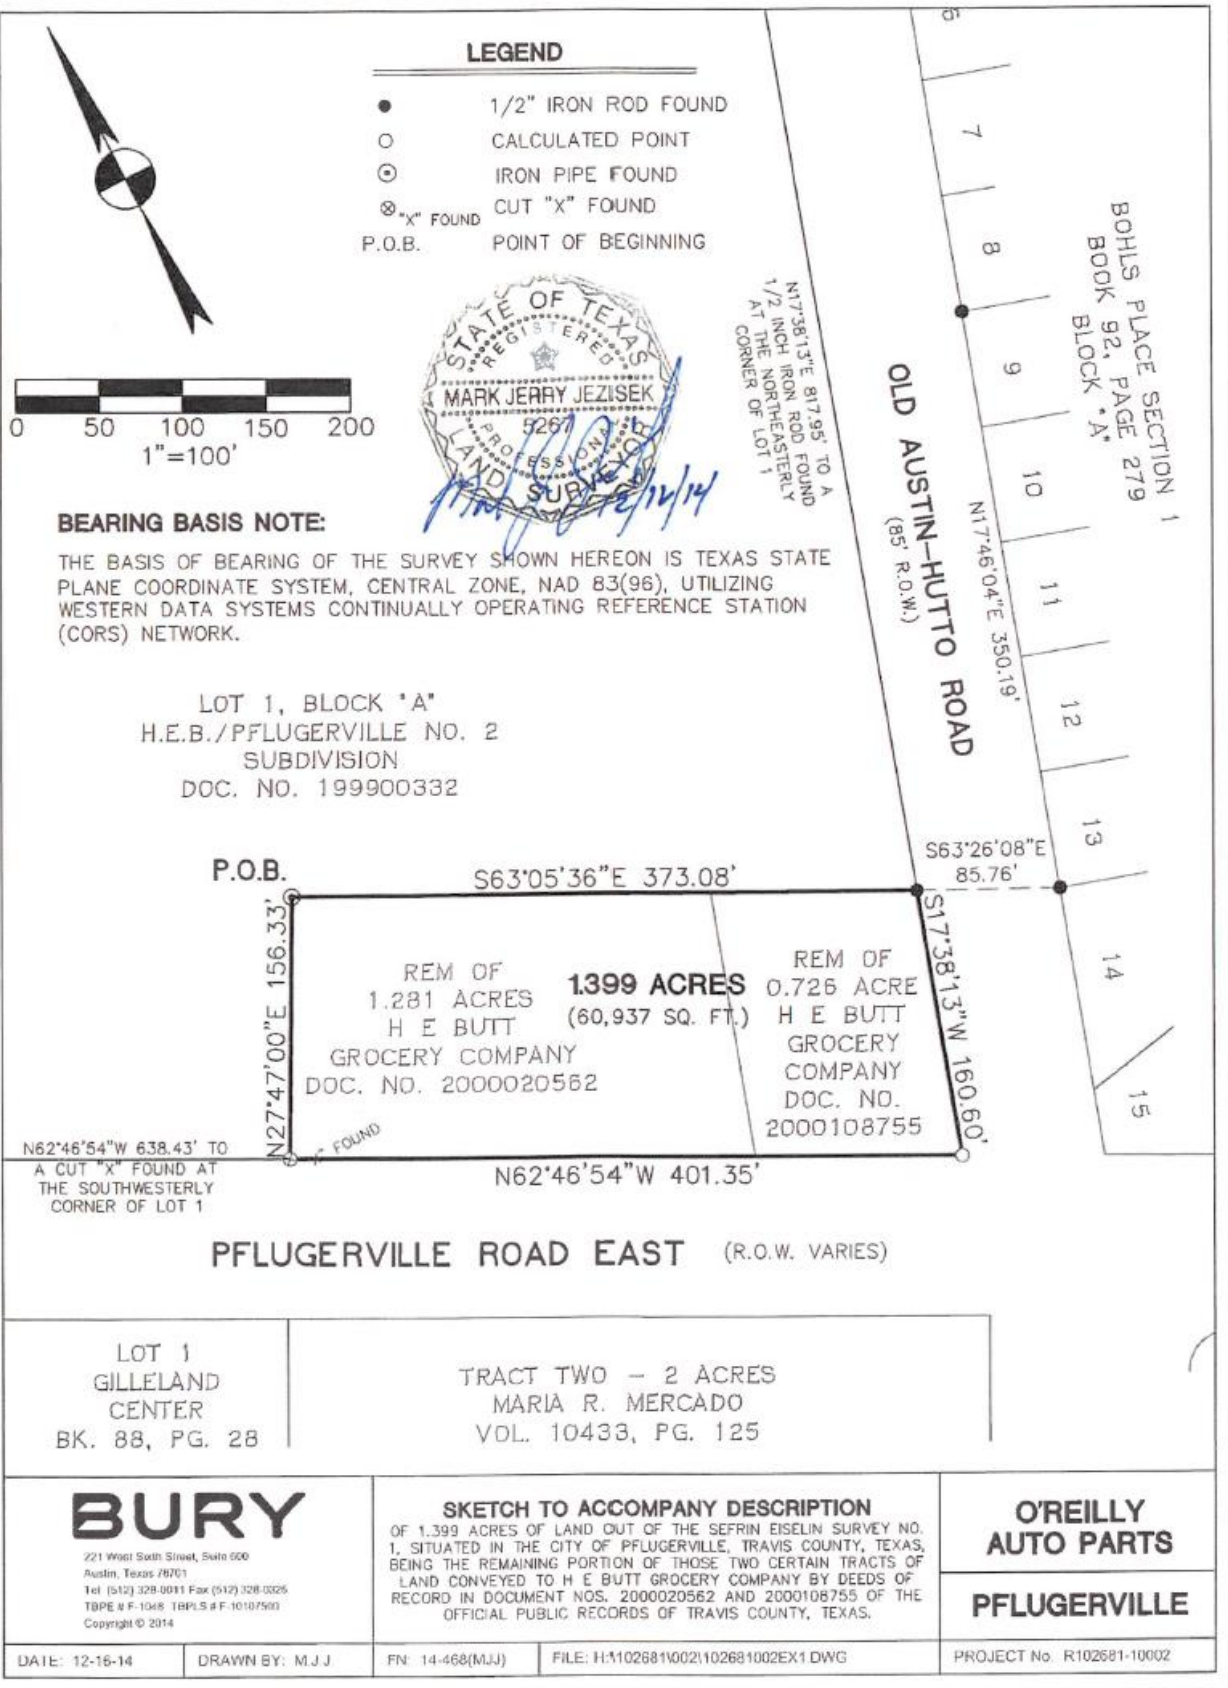 LEGEND
1/2" IRON ROD FOUND
CALCULATED POINT
IRON PIPE FOUND
"X" FOUND CUT "X" FOUND
P.O.B. POINT OF BEGINNING
STATE OF TEXAS
REGISTERED
MARK JERRY JEZISEK
5267
PROFESSIONAL
LAND SURVEYOR
12/16/14
0 50 100 150 200
1"=100'
BEARING BASIS NOTE:
THE BASIS OF BEARING OF THE SURVEY SHOWN HEREON IS TEXAS STATE
PLANE COORDINATE SYSTEM, CENTRAL ZONE, NAD 83(96), UTILIZING
WESTERN DATA SYSTEMS CONTINUALLY OPERATING REFERENCE STATION
(CORS) NETWORK.
N17°38'13"E 817.95' TO A
1/2 INCH IRON ROD FOUND
AT THE NORTHEASTERLY
CORNER OF LOT 1
OLD AUSTIN-HUTTO ROAD
(85' R.O.W.)
N17°46'04"E 350.19'
BOHLS PLACE SECTION 1
BOOK 92, PAGE 279
BLOCK "A"
6
7
8
9
10
11
12
13
14
15
LOT 1, BLOCK "A"
H.E.B./PFLUGERVILLE NO. 2
SUBDIVISION
DOC. NO. 199900332
P.O.B.
S63°05'36"E 373.08'
S63°26'08"E
85.76'
N27°47'00"E 156.33'
REM OF
1.281 ACRES
H E BUTT
GROCERY COMPANY
DOC. NO. 2000020562
1.399 ACRES
(60,937 SQ. FT.)
REM OF
0.726 ACRE
H E BUTT
GROCERY
COMPANY
DOC. NO.
2000108755
S17°38'13"W 160.60'
"X" FOUND
N62°46'54"W 638.43' TO
A CUT "X" FOUND AT
THE SOUTHWESTERLY
CORNER OF LOT 1
N62°46'54"W 401.35'
PFLUGERVILLE ROAD EAST (R.O.W. VARIES)
LOT 1
GILLELAND
CENTER
BK. 88, PG. 28
TRACT TWO - 2 ACRES
MARIA R. MERCADO
VOL. 10433, PG. 125
BURY
221 West Sixth Street, Suite 600
Austin, Texas 78701
Tel (512) 328-0011 Fax (512) 328-0325
TBPE # F-1048 TBPLS # F-10107500
Copyright © 2014
SKETCH TO ACCOMPANY DESCRIPTION
OF 1.399 ACRES OF LAND OUT OF THE SEFRIN EISELIN SURVEY NO.
1, SITUATED IN THE CITY OF PFLUGERVILLE, TRAVIS COUNTY, TEXAS,
BEING THE REMAINING PORTION OF THOSE TWO CERTAIN TRACTS OF
LAND CONVEYED TO H E BUTT GROCERY COMPANY BY DEEDS OF
RECORD IN DOCUMENT NOS. 2000020562 AND 2000108755 OF THE
OFFICIAL PUBLIC RECORDS OF TRAVIS COUNTY, TEXAS.
O'REILLY
AUTO PARTS
PFLUGERVILLE
DATE: 12-16-14
DRAWN BY: MJJ
FN: 14-468(MJJ)
FILE: H:\102681\002\102681002EX1.DWG
PROJECT No. R102681-10002